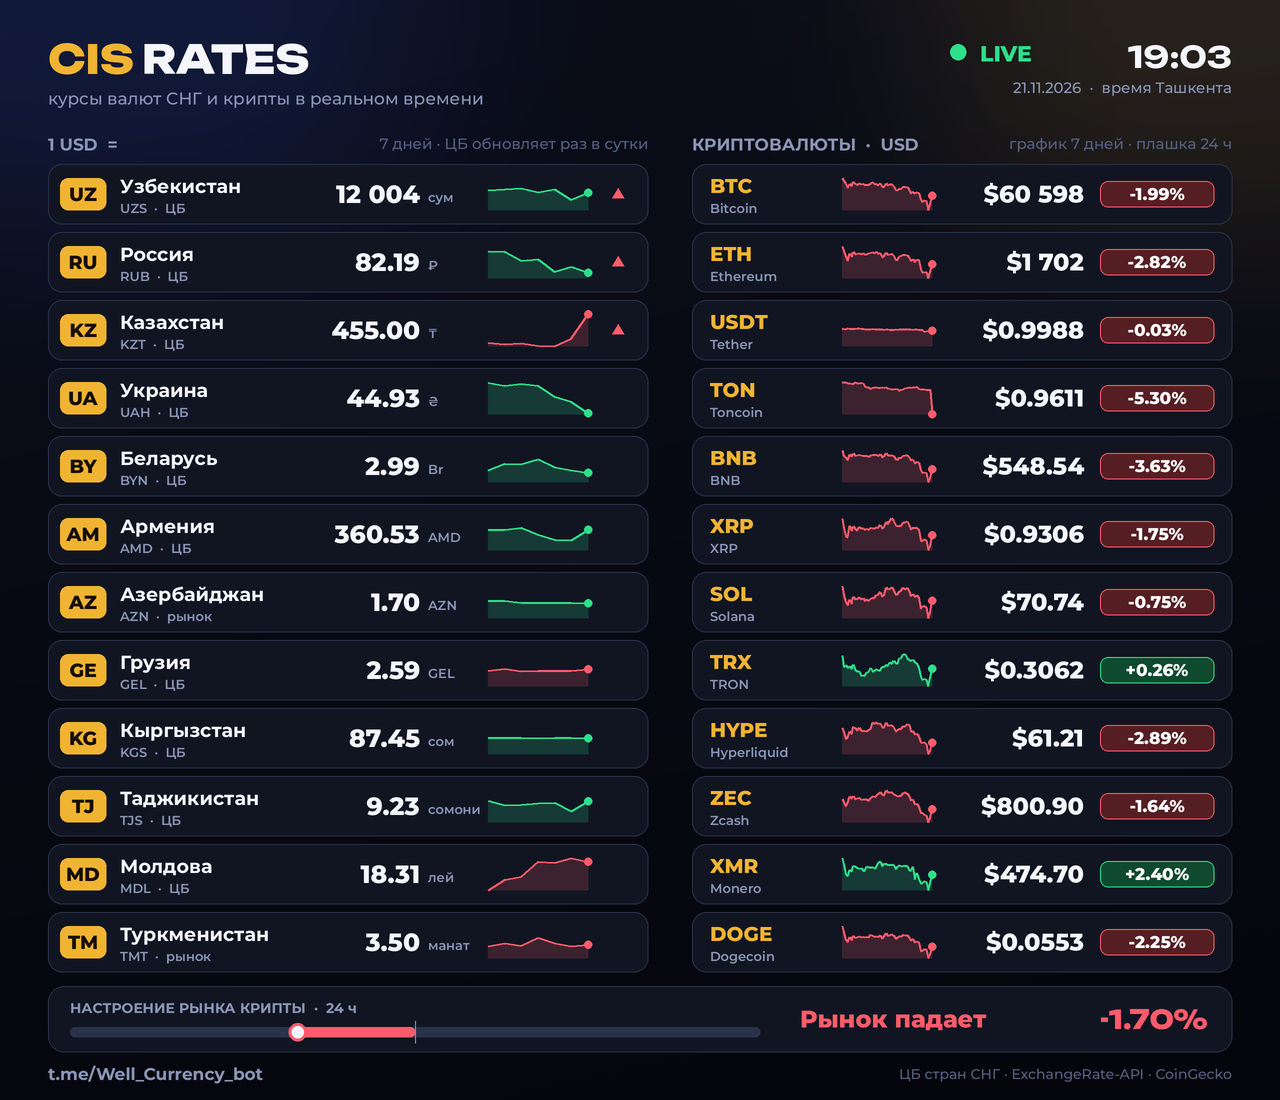 CIS RATES
курсы валют СНГ и крипты в реальном времени
LIVE 19:03
21.11.2026 · время Ташкента
1 USD = 7 дней · ЦБ обновляет раз в сутки
UZ Узбекистан 12 004 сум
UZS · ЦБ
RU Россия 82.19 ₽
RUB · ЦБ
KZ Казахстан 455.00 ₸
KZT · ЦБ
UA Украина 44.93 ₴
UAH · ЦБ
BY Беларусь 2.99 Br
BYN · ЦБ
AM Армения 360.53 AMD
AMD · ЦБ
AZ Азербайджан 1.70 AZN
AZN · рынок
GE Грузия 2.59 GEL
GEL · ЦБ
KG Кыргызстан 87.45 сом
KGS · ЦБ
TJ Таджикистан 9.23 сомони
TJS · ЦБ
MD Молдова 18.31 лей
MDL · ЦБ
TM Туркменистан 3.50 манат
TMT · рынок
КРИПТОВАЛЮТЫ · USD график 7 дней · плашка 24 ч
BTC $60 598 -1.99%
Bitcoin
ETH $1 702 -2.82%
Ethereum
USDT $0.9988 -0.03%
Tether
TON $0.9611 -5.30%
Toncoin
BNB $548.54 -3.63%
BNB
XRP $0.9306 -1.75%
XRP
SOL $70.74 -0.75%
Solana
TRX $0.3062 +0.26%
TRON
HYPE $61.21 -2.89%
Hyperliquid
ZEC $800.90 -1.64%
Zcash
XMR $474.70 +2.40%
Monero
DOGE $0.0553 -2.25%
Dogecoin
НАСТРОЕНИЕ РЫНКА КРИПТЫ · 24 ч
Рынок падает -1.70%
t.me/Well_Currency_bot
ЦБ стран СНГ · ExchangeRate-API · CoinGecko